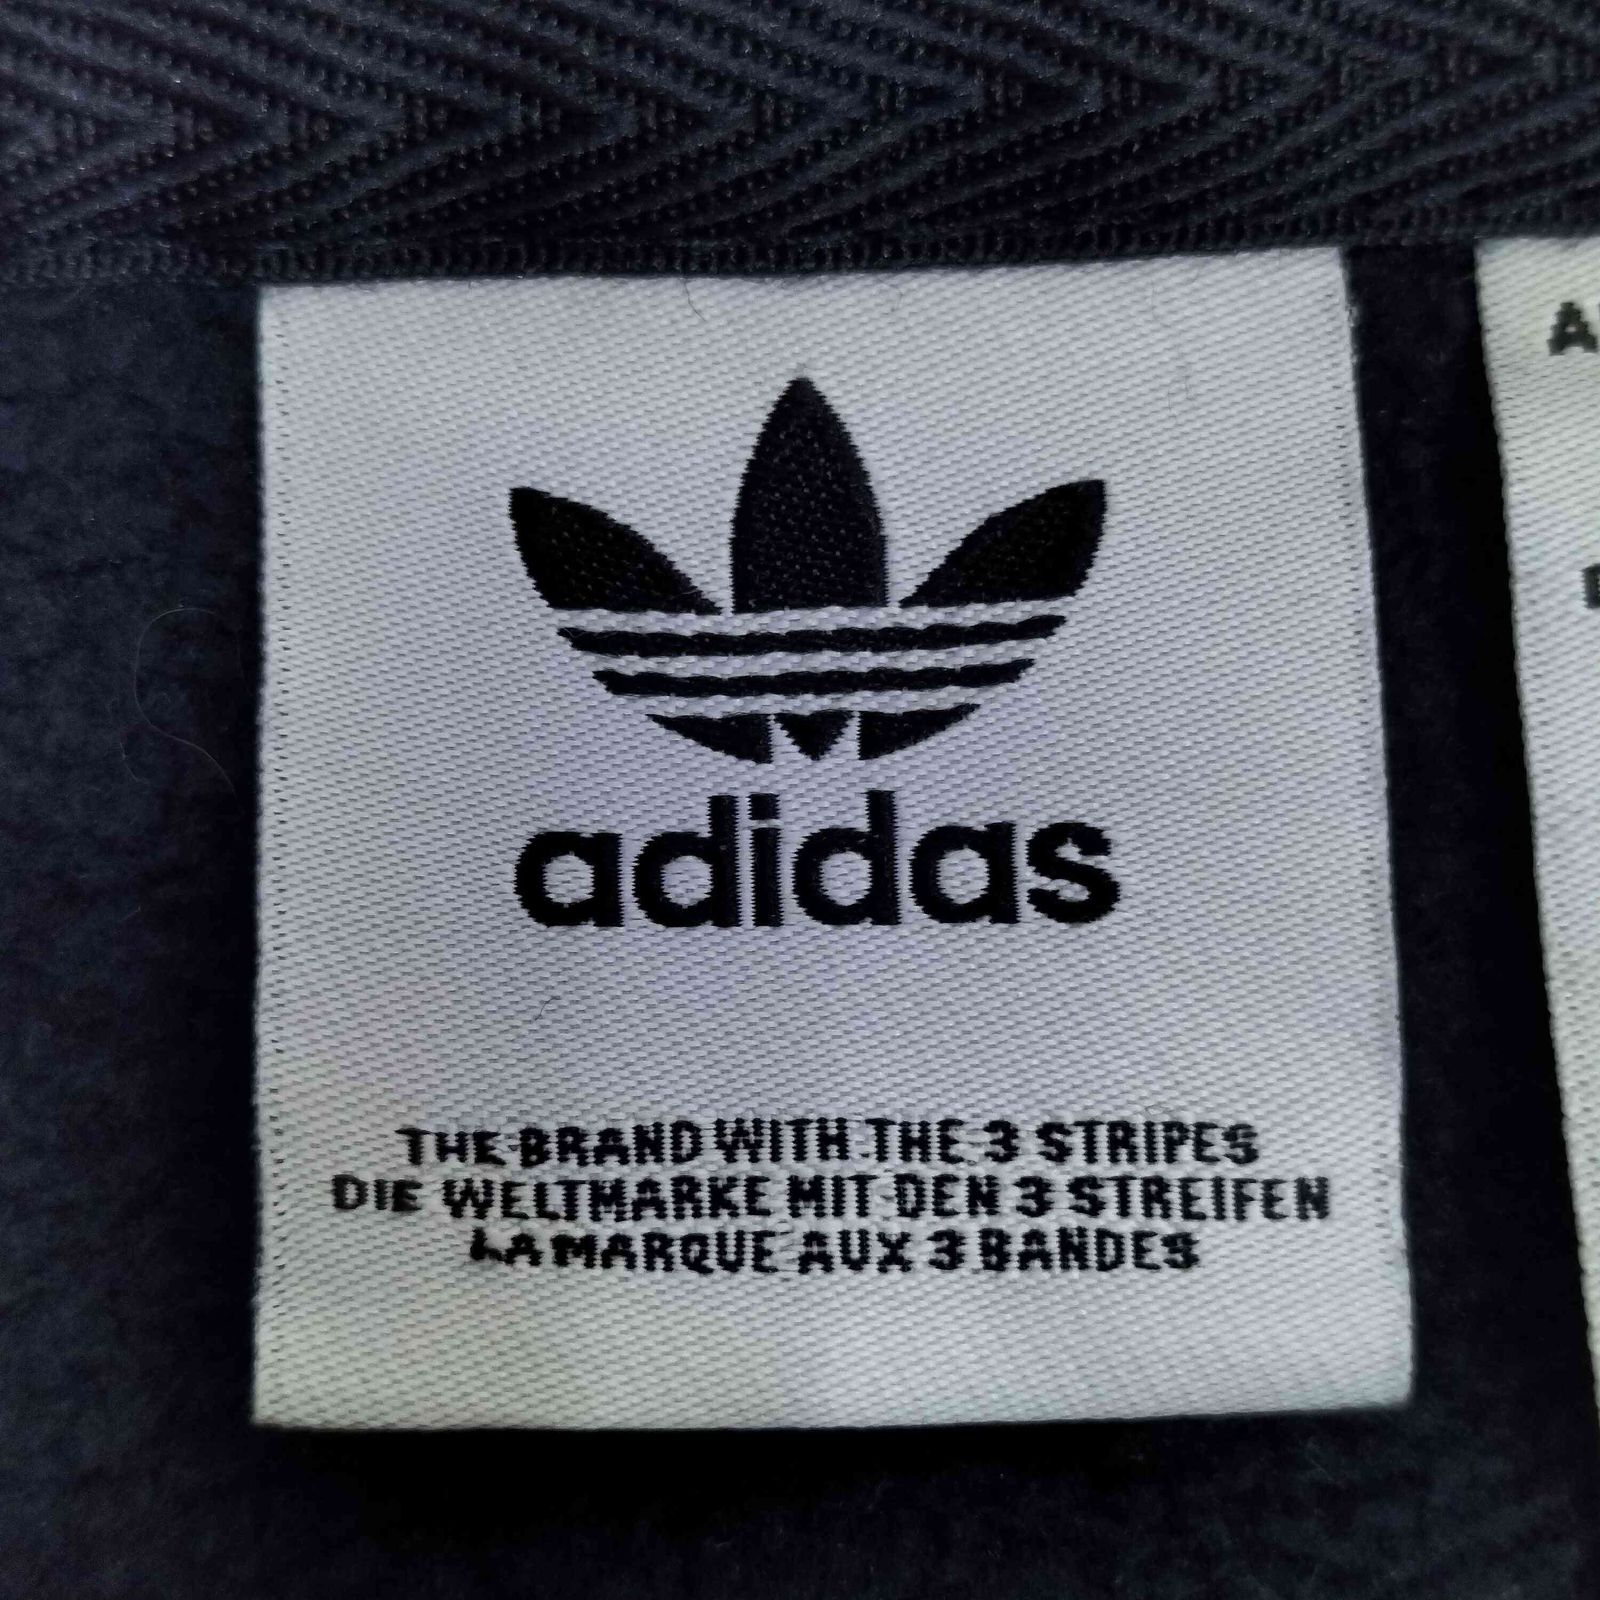 adidas
THE BRAND WITH THE 3 STRIPES
DIE WELTMARKE MIT DEN 3 STREIFEN
LA MARQUE AUX 3 BANDES